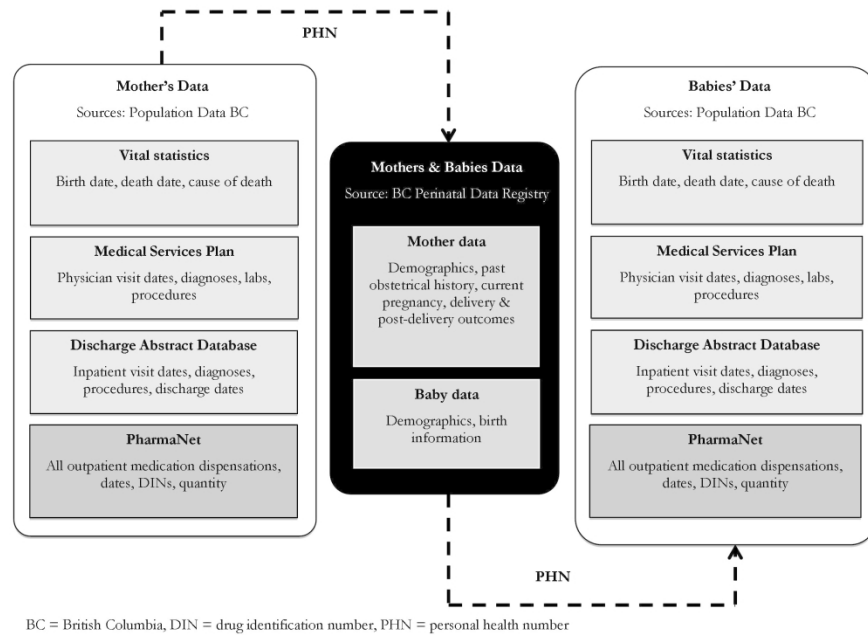 PHN
Mother's Data
Sources: Population Data BC
Vital statistics
Birth date, death date, cause of death
Medical Services Plan
Physician visit dates, diagnoses, labs,
procedures
Discharge Abstract Database
Inpatient visit dates, diagnoses,
procedures, discharge dates
PharmaNet
All outpatient medication dispensations,
dates, DINs, quantity
Mothers & Babies Data
Source: BC Perinatal Data Registry
Mother data
Demographics, past
obstetrical history, current
pregnancy, delivery &
post-delivery outcomes
Baby data
Demographics, birth
information
Babies' Data
Sources: Population Data BC
Vital statistics
Birth date, death date, cause of death
Medical Services Plan
Physician visit dates, diagnoses, labs,
procedures
Discharge Abstract Database
Inpatient visit dates, diagnoses,
procedures, discharge dates
PharmaNet
All outpatient medication dispensations,
dates, DINs, quantity
PHN
BC = British Columbia, DIN = drug identification number, PHN = personal health number